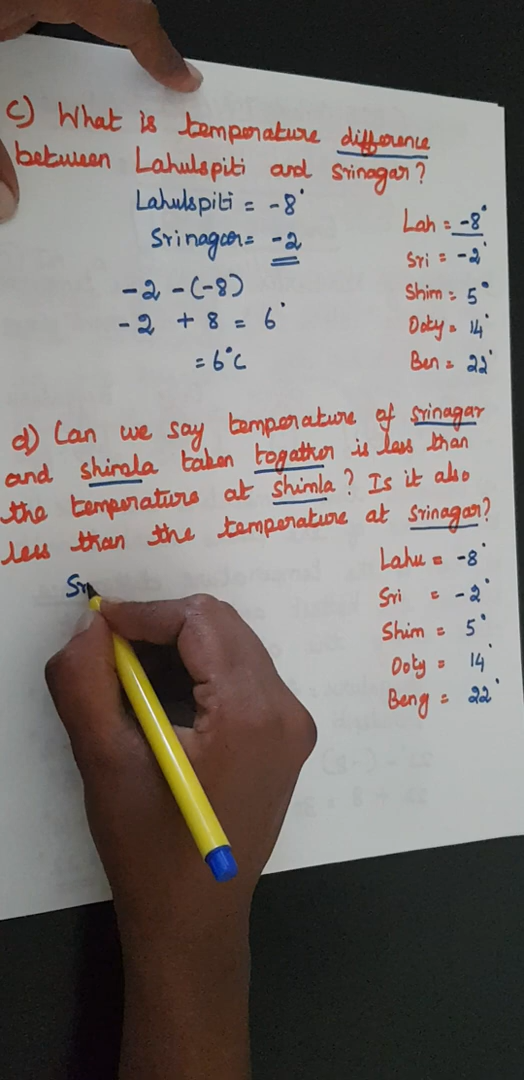 c) What is temperature difference
between Lahulspiti and Srinagar?
Lahulspiti = -8°
Srinagar = -2
-2 -(-8)
-2 + 8 = 6°
= 6°C
Lah = -8°
Sri = -2°
Shim = 5°
Ooty = 14°
Ben = 22°
d) Can we say temperature of srinagar
and shimla taken togather is less than
the temperature at Shimla? Is it also
less than the temperature at Srinagar?
Sr
Lahu = -8°
Sri = -2°
Shim = 5°
Ooty = 14°
Beng = 22°